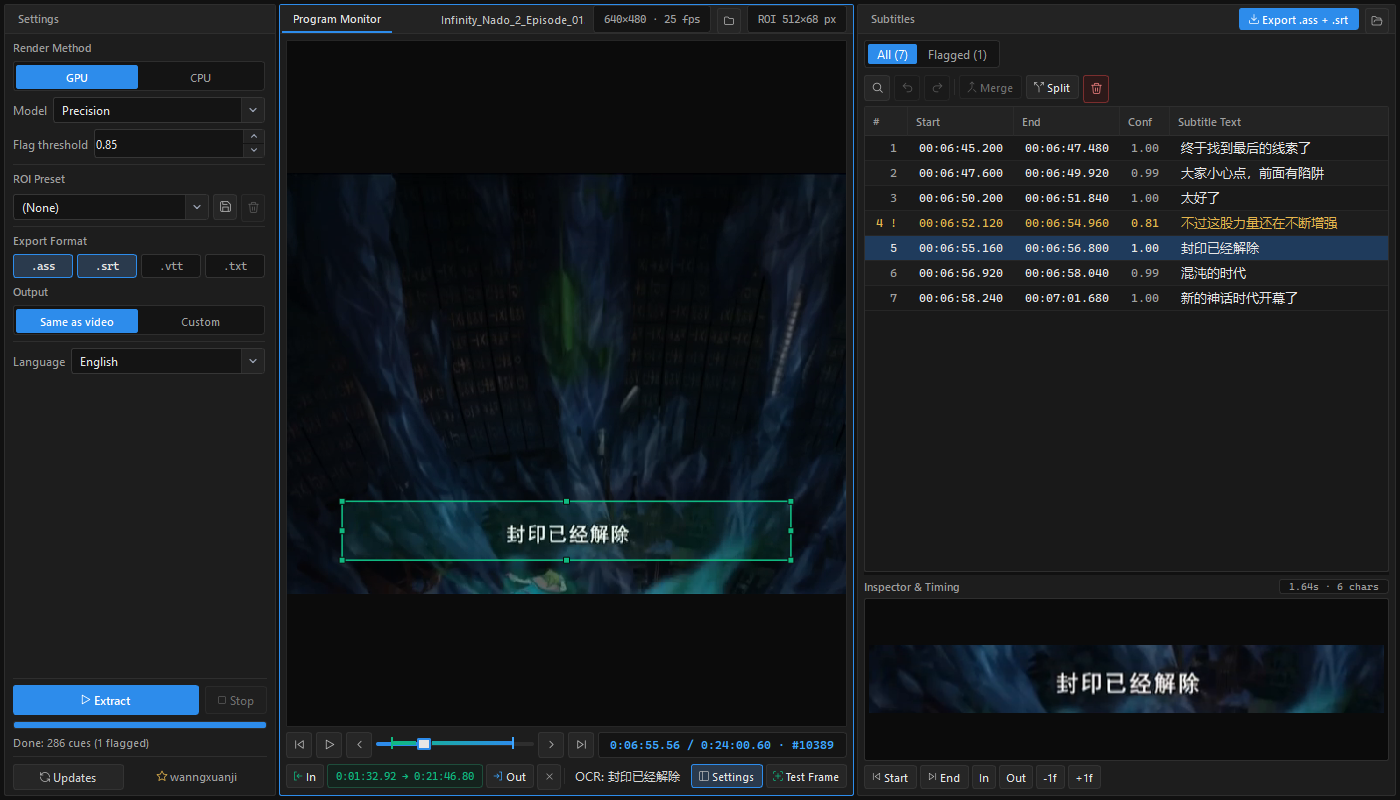 Settings
Render Method
GPU CPU
Model Precision
Flag threshold 0.85
ROI Preset
(None)
Export Format
.ass .srt .vtt .txt
Output
Same as video Custom
Language English
Extract Stop
Done: 286 cues (1 flagged)
Updates wanngxuanji
Program Monitor Infinity_Nado_2_Episode_01 640×480 · 25 fps ROI 512×68 px
封印已经解除
0:06:55.56 / 0:24:00.60 · #10389
In 0:01:32.92 → 0:21:46.80 Out × OCR: 封印已经解除 Settings Test Frame
Subtitles Export .ass + .srt
All (7) Flagged (1)
Merge Split
# Start End Conf Subtitle Text
1 00:06:45.200 00:06:47.480 1.00 终于找到最后的线索了
2 00:06:47.600 00:06:49.920 0.99 大家小心点，前面有陷阱
3 00:06:50.200 00:06:51.840 1.00 太好了
4 ! 00:06:52.120 00:06:54.960 0.81 不过这股力量还在不断增强
5 00:06:55.160 00:06:56.800 1.00 封印已经解除
6 00:06:56.920 00:06:58.040 0.99 混沌的时代
7 00:06:58.240 00:07:01.680 1.00 新的神话时代开幕了
Inspector & Timing 1.64s · 6 chars
封印已经解除
Start End In Out -1f +1f